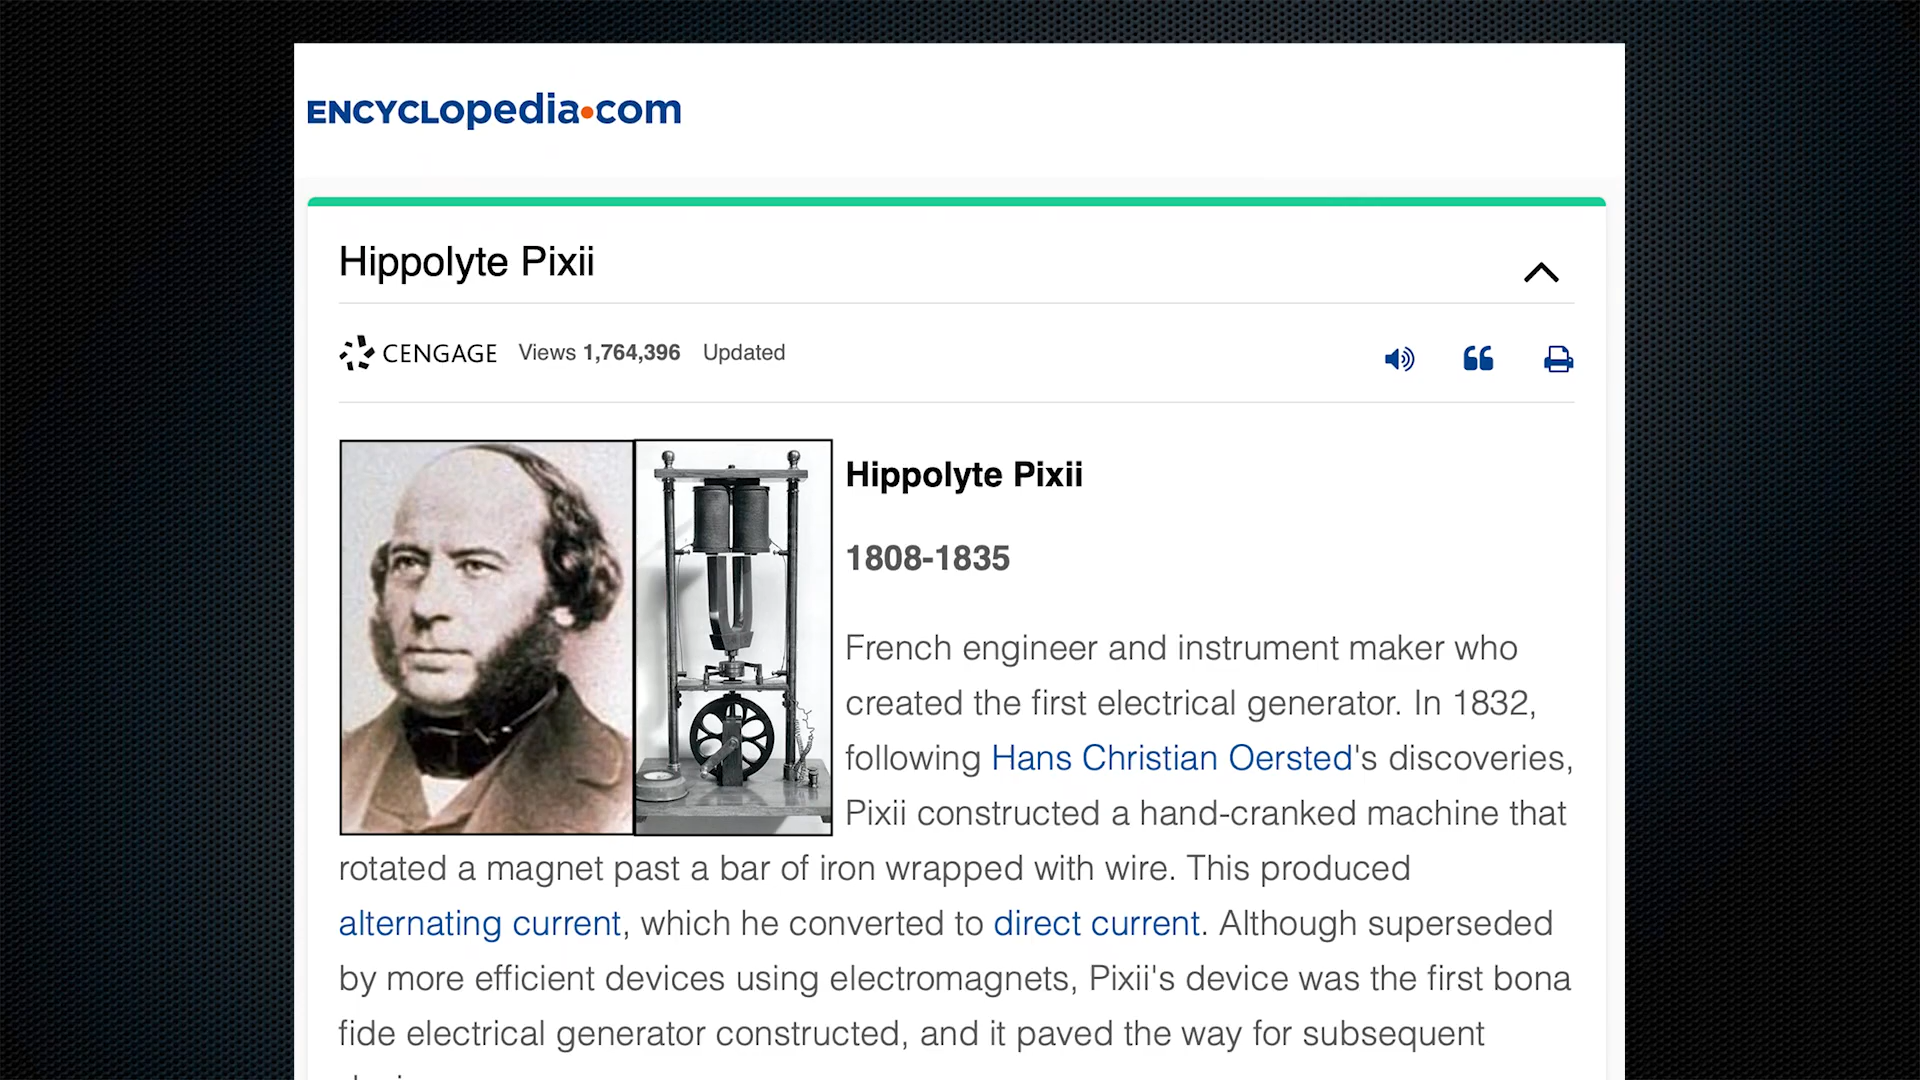 ENCYCLopedia.com
Hippolyte Pixii
CENGAGE Views 1,764,396 Updated
Hippolyte Pixii
1808-1835
French engineer and instrument maker who
created the first electrical generator. In 1832,
following Hans Christian Oersted's discoveries,
Pixii constructed a hand-cranked machine that
rotated a magnet past a bar of iron wrapped with wire. This produced
alternating current, which he converted to direct current. Although superseded
by more efficient devices using electromagnets, Pixii's device was the first bona
fide electrical generator constructed, and it paved the way for subsequent